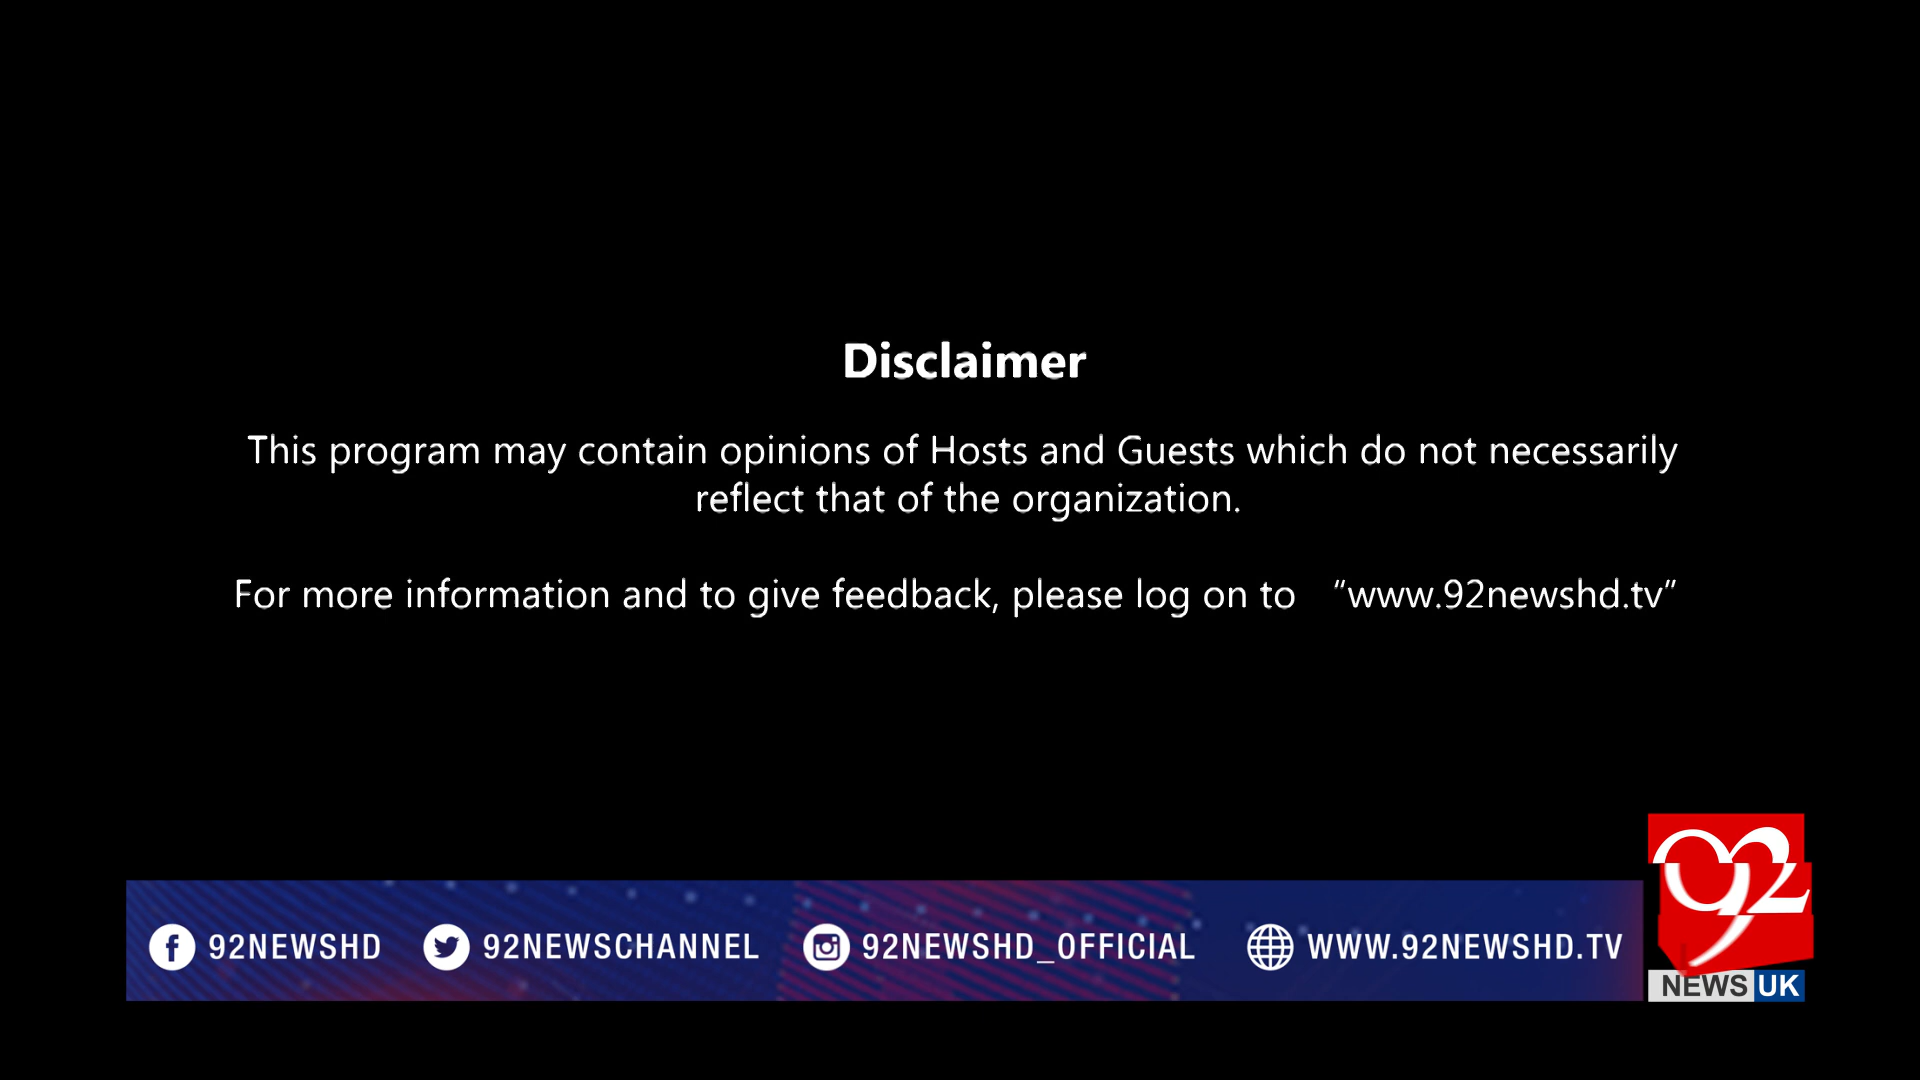 Disclaimer
This program may contain opinions of Hosts and Guests which do not necessarily
reflect that of the organization.
For more information and to give feedback, please log on to “www.92newshd.tv”
92NEWSHD 92NEWSCHANNEL 92NEWSHD_OFFICIAL WWW.92NEWSHD.TV
92
NEWS UK